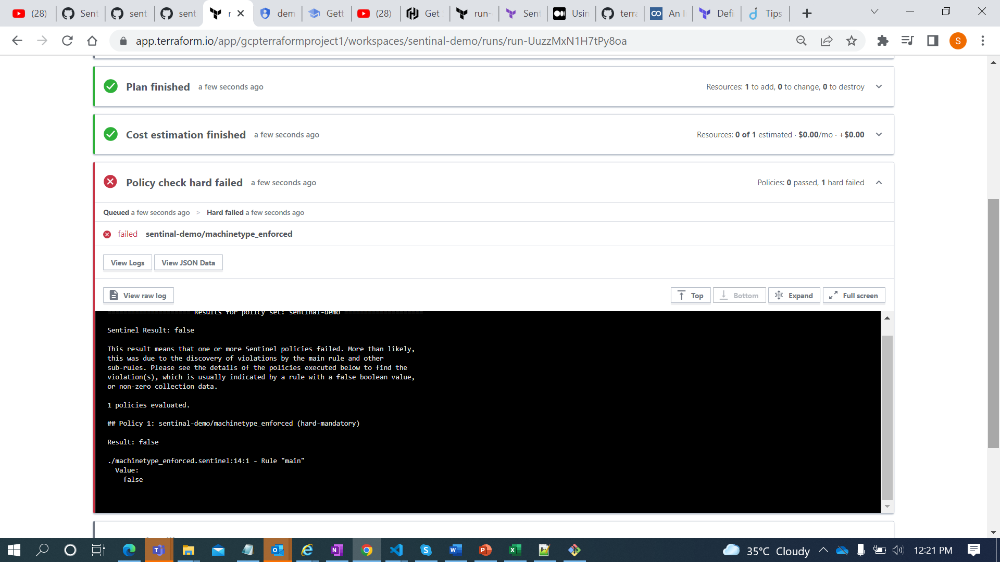 (28)
Sent
sent
sent
r
dem
Gett
(28)
Get
run-
Sent
Usin
terra
An I
Defi
Tips
app.terraform.io/app/gcpterraformproject1/workspaces/sentinal-demo/runs/run-UuzzMxN1H7tPy8oa
S
Plan finished a few seconds ago
Resources: 1 to add, 0 to change, 0 to destroy
Cost estimation finished a few seconds ago
Resources: 0 of 1 estimated · $0.00/mo · +$0.00
Policy check hard failed a few seconds ago
Policies: 0 passed, 1 hard failed
Queued a few seconds ago > Hard failed a few seconds ago
failed sentinal-demo/machinetype_enforced
View Logs
View JSON Data
View raw log
Top
Bottom
Expand
Full screen
===================== Results for policy set: sentinal-demo ====================
Sentinel Result: false
This result means that one or more Sentinel policies failed. More than likely,
this was due to the discovery of violations by the main rule and other
sub-rules. Please see the details of the policies executed below to find the
violation(s), which is usually indicated by a rule with a false boolean value,
or non-zero collection data.
1 policies evaluated.
## Policy 1: sentinal-demo/machinetype_enforced (hard-mandatory)
Result: false
./machinetype_enforced.sentinel:14:1 - Rule "main"
Value:
false
35°C Cloudy
12:21 PM